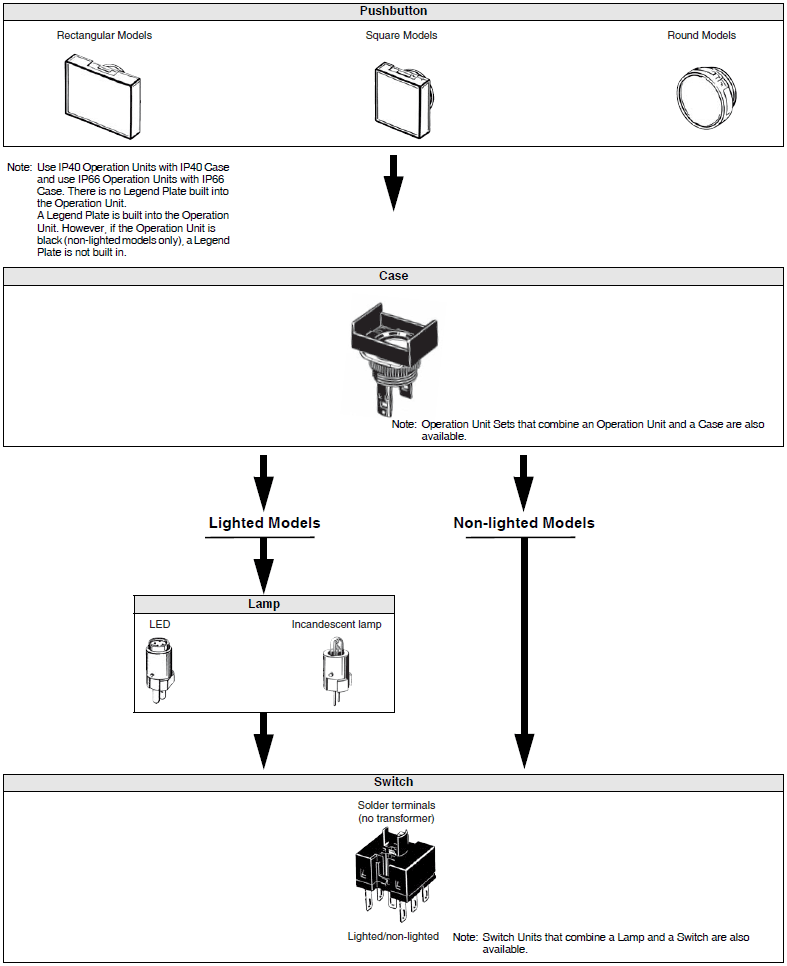 Pushbutton
Rectangular Models
Square Models
Round Models
Note: Use IP40 Operation Units with IP40 Case
and use IP66 Operation Units with IP66
Case. There is no Legend Plate built into
the Operation Unit.
A Legend Plate is built into the Operation
Unit. However, if the Operation Unit is
black (non-lighted models only), a Legend
Plate is not built in.
Case
Note: Operation Unit Sets that combine an Operation Unit and a Case are also
available.
Lighted Models
Non-lighted Models
Lamp
LED
Incandescent lamp
Switch
Solder terminals
(no transformer)
Lighted/non-lighted
Note: Switch Units that combine a Lamp and a Switch are also
available.